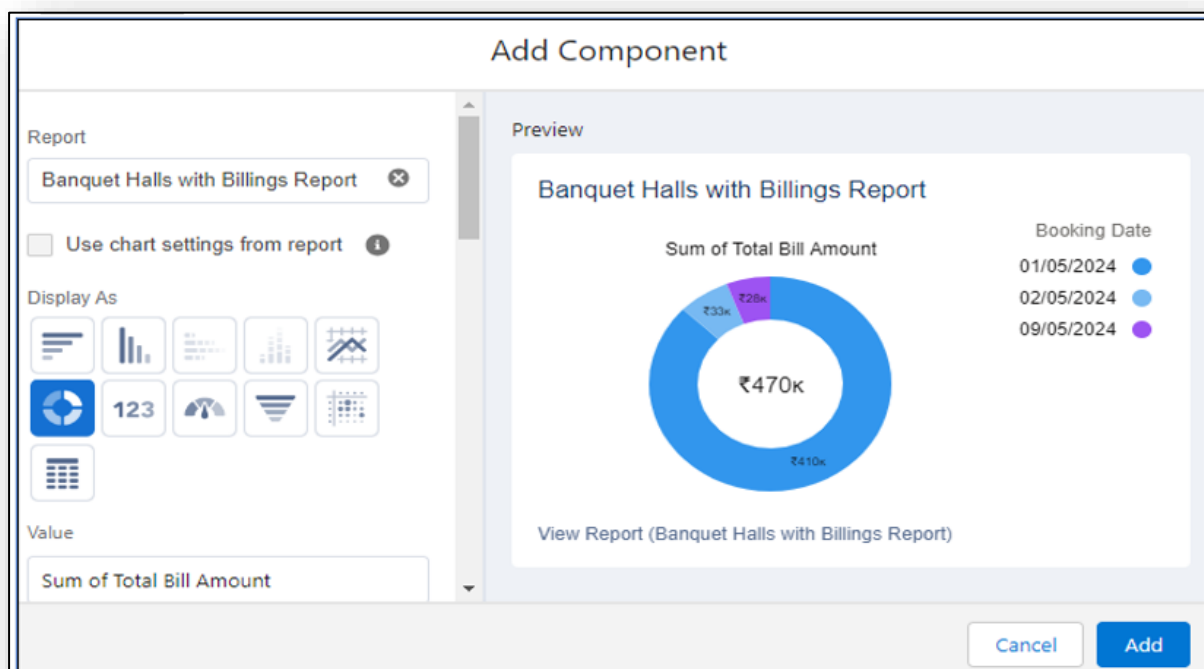 Add Component
Report
Banquet Halls with Billings Report
Use chart settings from report
Display As
123
Value
Sum of Total Bill Amount
Preview
Banquet Halls with Billings Report
Sum of Total Bill Amount
₹33K
₹28K
₹470K
₹410K
Booking Date
01/05/2024
02/05/2024
09/05/2024
View Report (Banquet Halls with Billings Report)
Cancel
Add